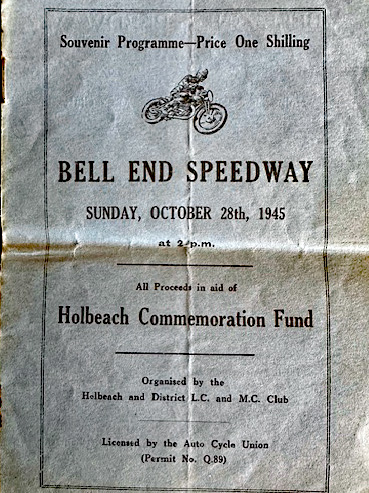 Souvenir Programme—Price One Shilling
BELL END SPEEDWAY
SUNDAY, OCTOBER 28th, 1945
at 2 p.m.
All Proceeds in aid of
Holbeach Commemoration Fund
Organised by the
Holbeach and District L.C. and M.C. Club
Licensed by the Auto Cycle Union
(Permit No. Q.89)